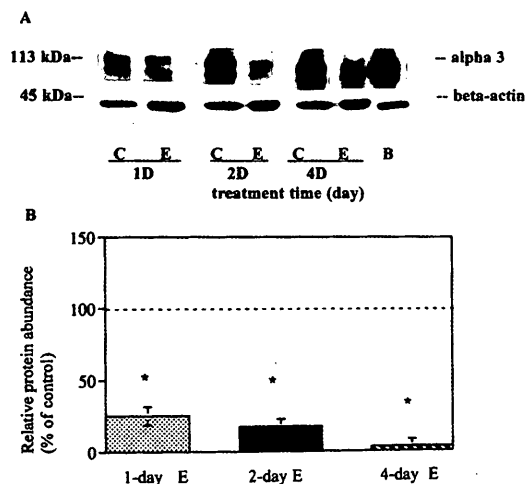 A
113 kDa-- -- alpha 3
45 kDa-- -- beta-actin
C E C E C E B
1D 2D 4D
treatment time (day)
B
Relative protein abundance
(% of control)
150
100
50
0
* * *
1-day E 2-day E 4-day E